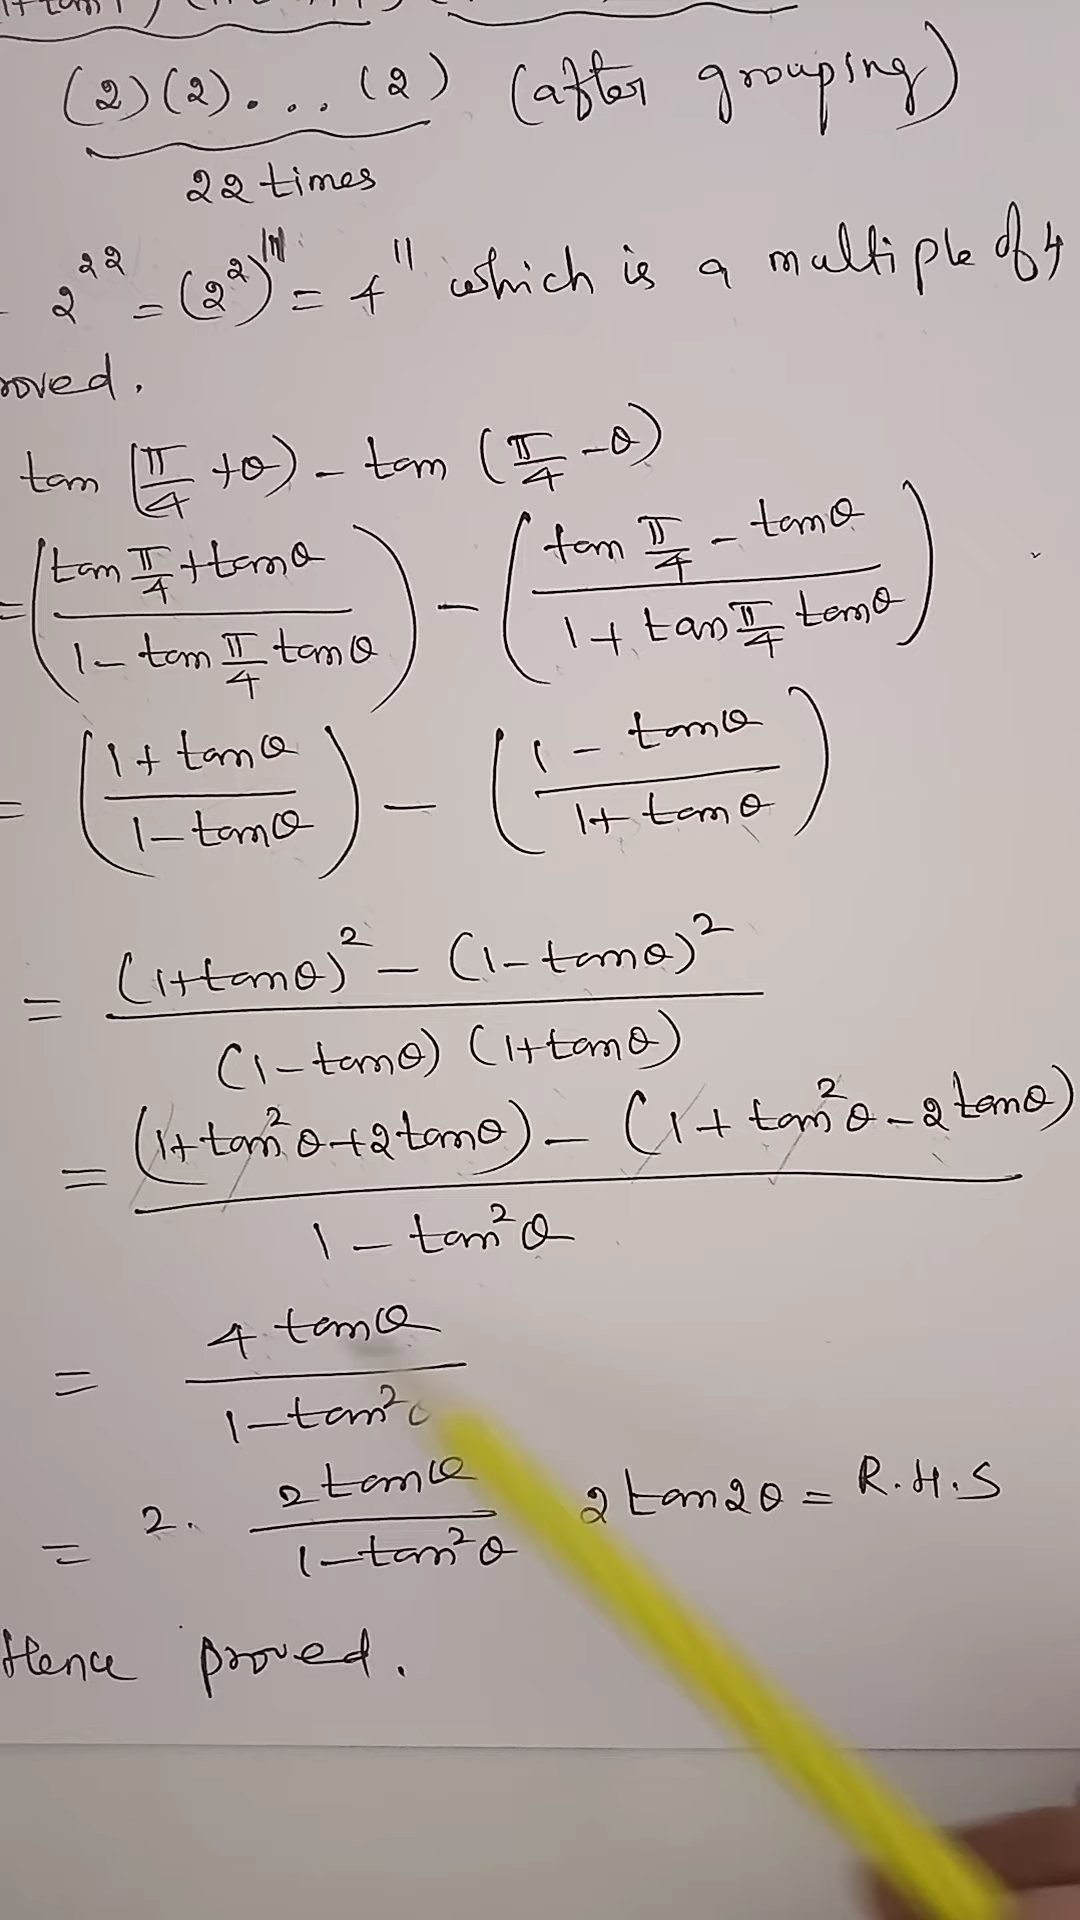 (2)(2)....(2) (after grouping)
22 times
2^22 = (2^2)^11 = 4^11 which is a multiple of 4
roved.
tan (π/4 + θ) - tan (π/4 - θ)
= ((tan π/4 + tanθ)/(1 - tan π/4 tanθ)) - ((tan π/4 - tanθ)/(1 + tan π/4 tanθ))
= ((1 + tanθ)/(1 - tanθ)) - ((1 - tanθ)/(1 + tanθ))
= ((1+tanθ)^2 - (1-tanθ)^2)/((1-tanθ) (1+tanθ))
= ((1+tan^2θ+2tanθ) - (1+tan^2θ-2tanθ))/(1 - tan^2θ)
= (4 tanθ)/(1-tan^2θ)
= 2. (2tanθ)/(1-tan^2θ) 2tan2θ = R.H.S
Hence proved.